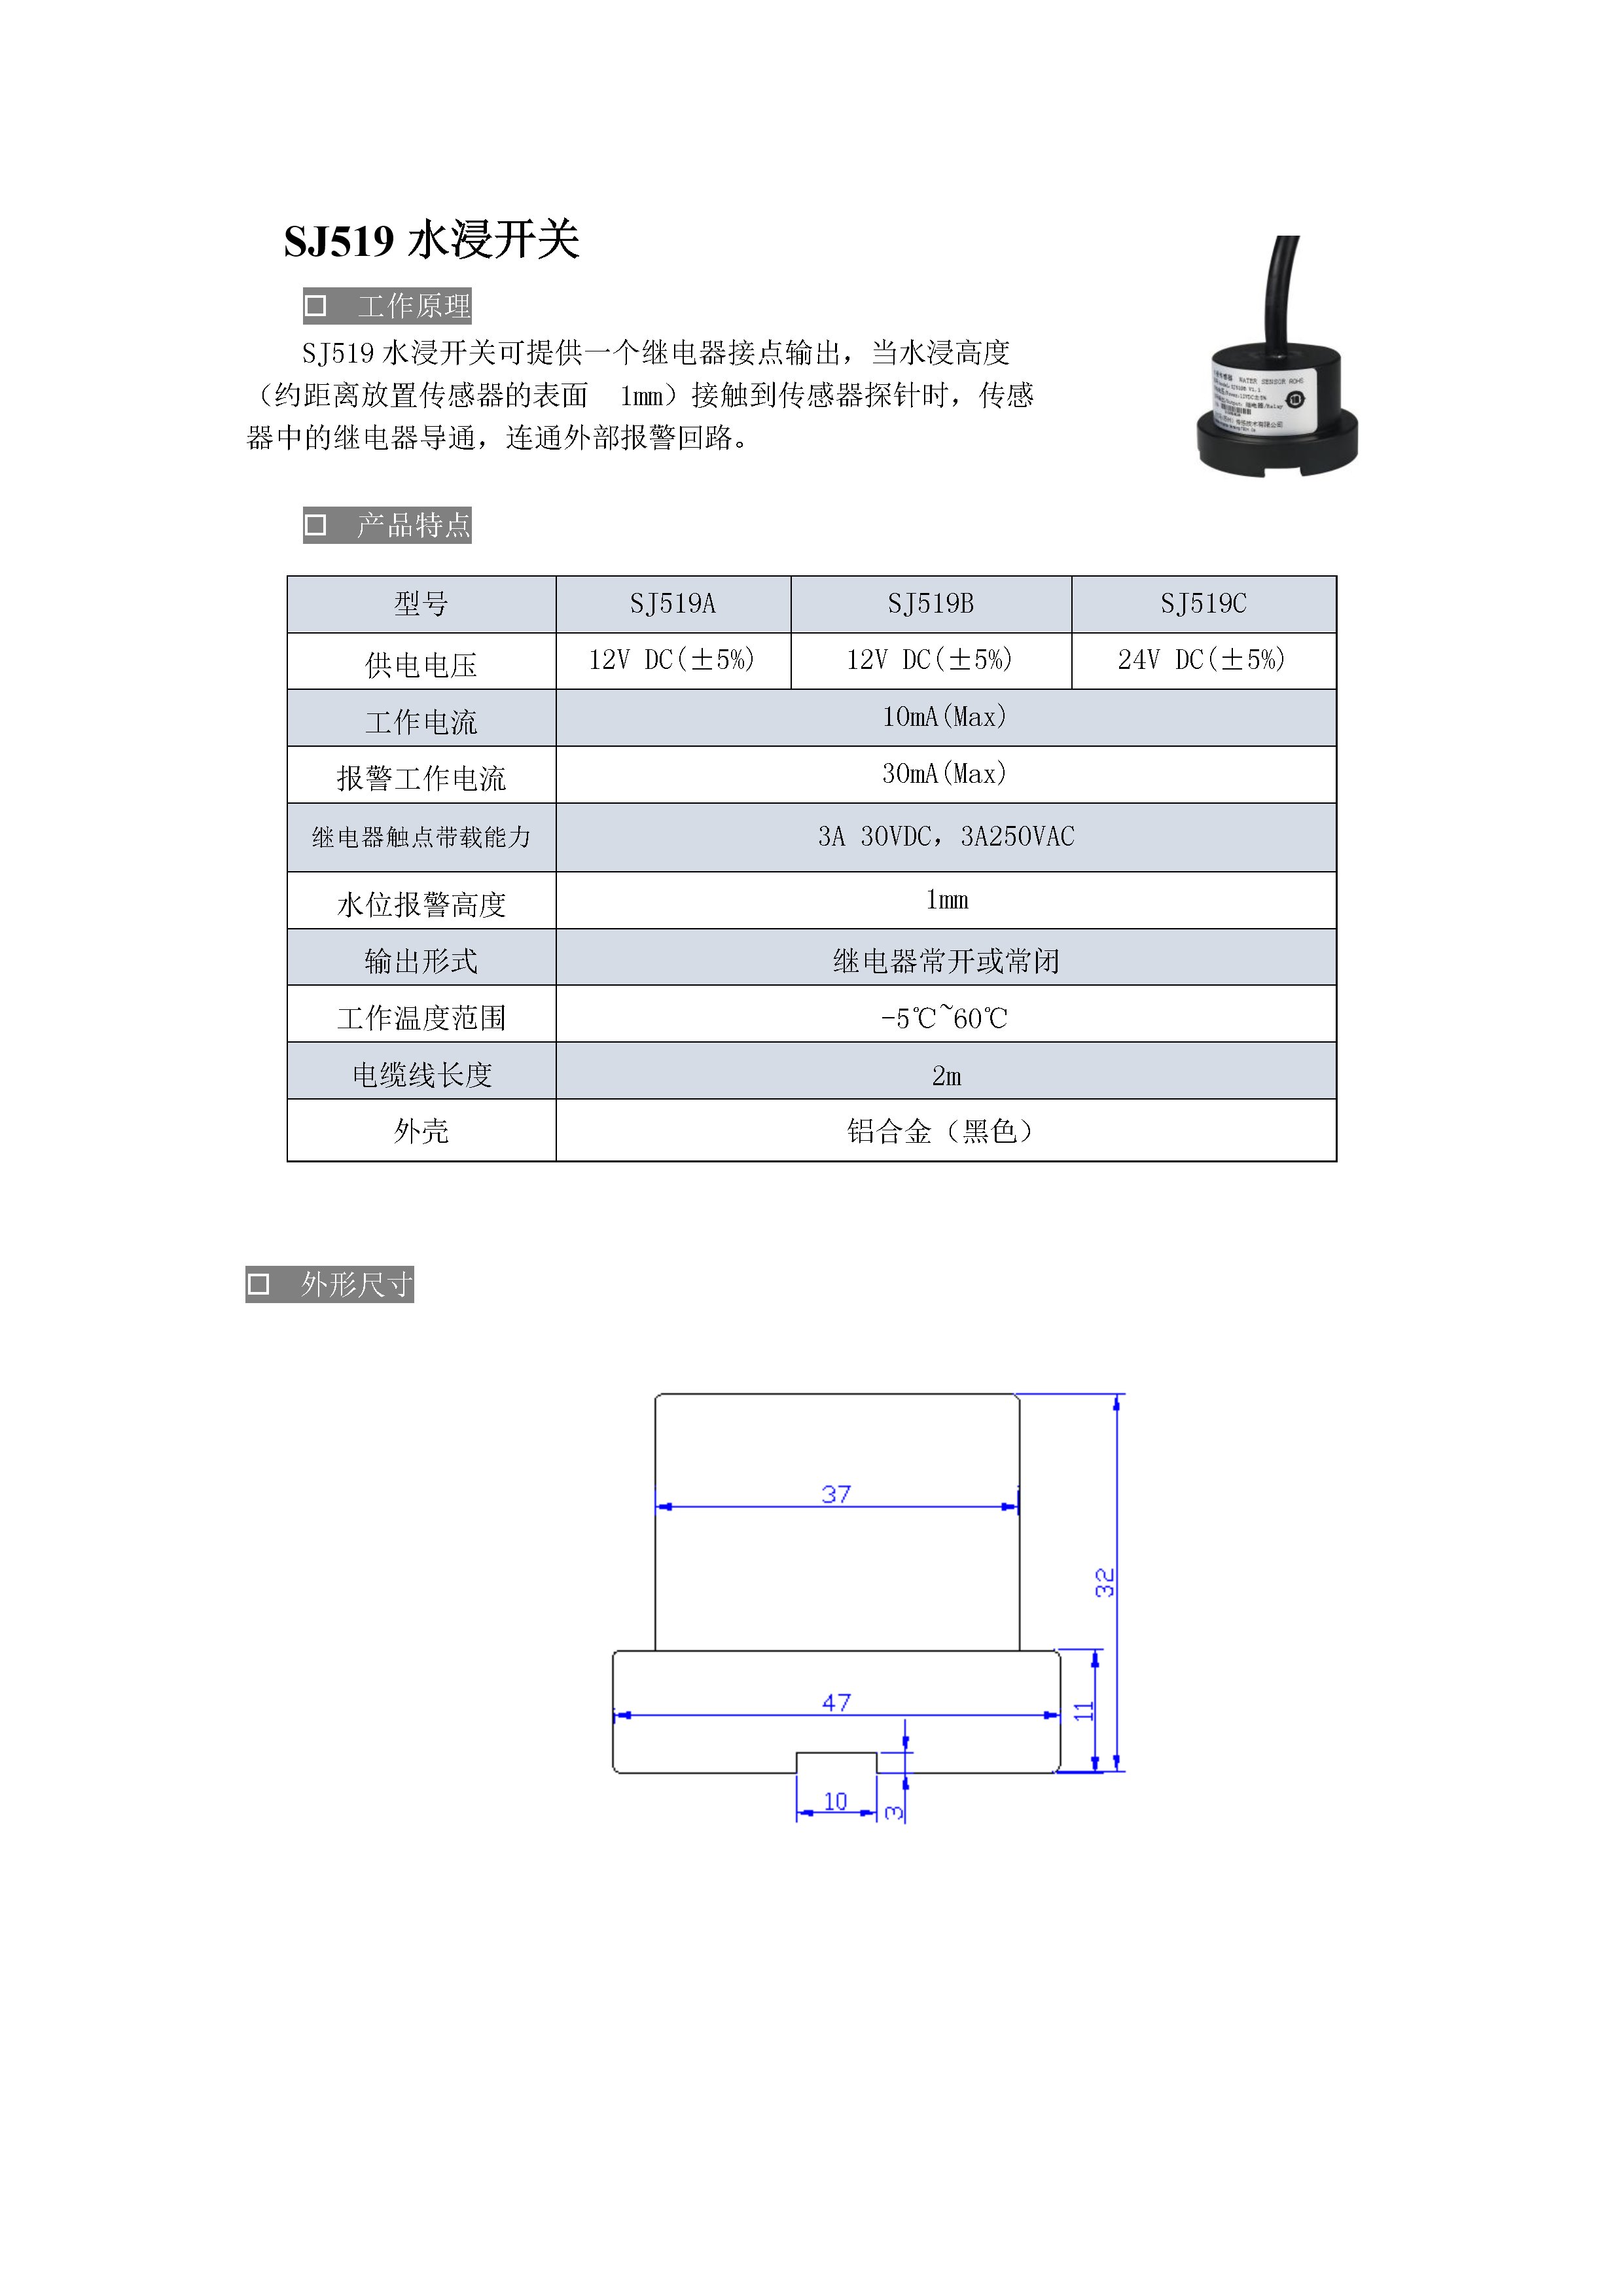 SJ519 水浸开关
工作原理
SJ519 水浸开关可提供一个继电器接点输出，当水浸高度
（约距离放置传感器的表面 1mm）接触到传感器探针时，传感
器中的继电器导通，连通外部报警回路。
WATER SENSOR ROHS
产品特点
型号 SJ519A SJ519B SJ519C
供电电压 12V DC(±5%) 12V DC(±5%) 24V DC(±5%)
工作电流 10mA(Max)
报警工作电流 30mA(Max)
继电器触点带载能力 3A 30VDC，3A250VAC
水位报警高度 1mm
输出形式 继电器常开或常闭
工作温度范围 -5℃~60℃
电缆线长度 2m
外壳 铝合金（黑色）
外形尺寸
37
32
47
11
10
3